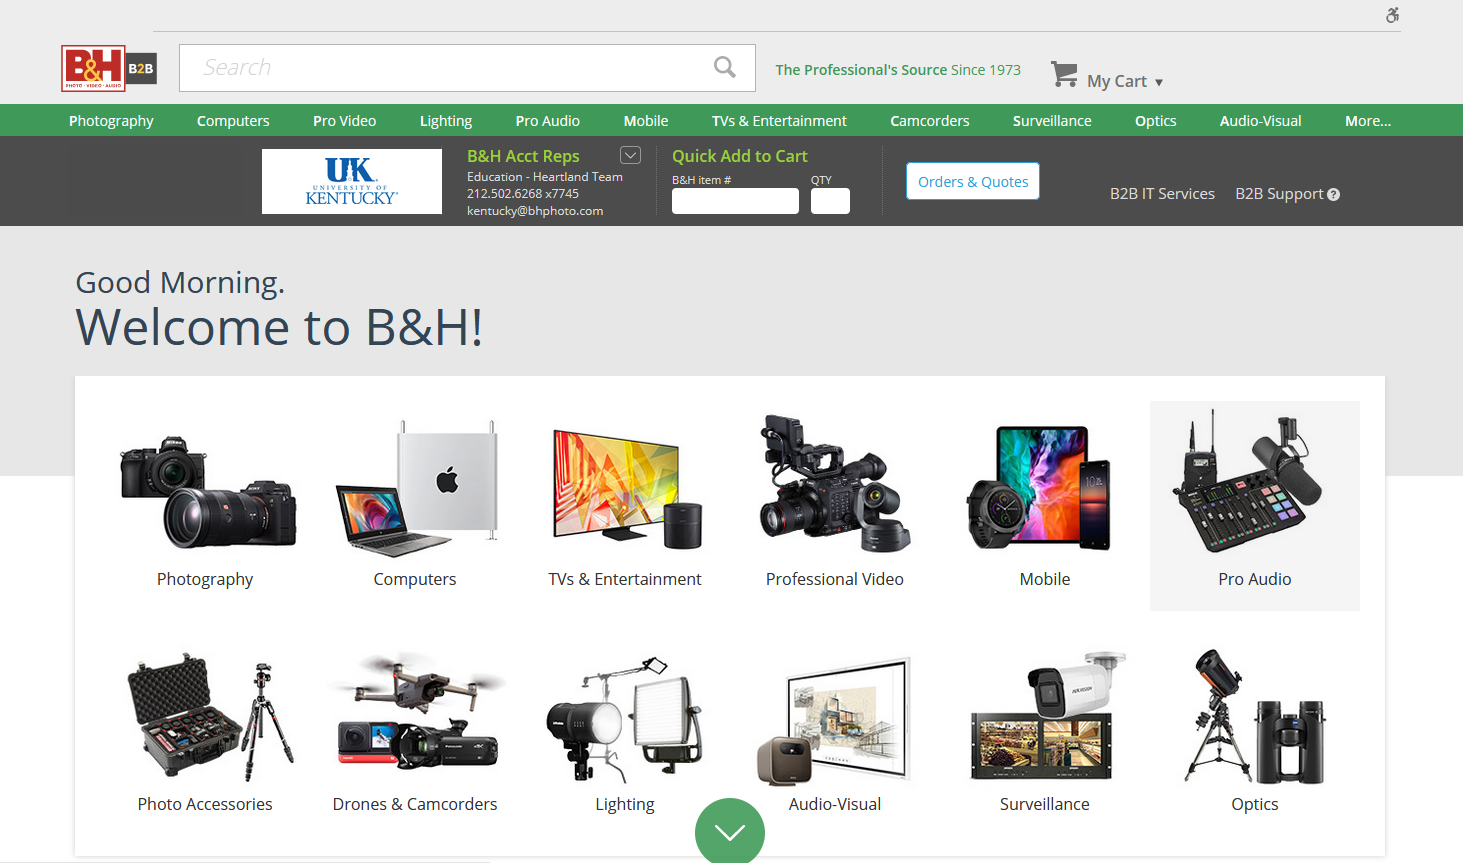 B&H B2B
PHOTO · VIDEO · AUDIO
Search
The Professional's Source Since 1973
My Cart ▼
Photography Computers Pro Video Lighting Pro Audio Mobile TVs & Entertainment Camcorders Surveillance Optics Audio-Visual More...
UK
UNIVERSITY OF
KENTUCKY
B&H Acct Reps
Education - Heartland Team
212.502.6268 x7745
kentucky@bhphoto.com
Quick Add to Cart
B&H item # QTY
Orders & Quotes
B2B IT Services B2B Support ?
Good Morning.
Welcome to B&H!
Photography Computers TVs & Entertainment Professional Video Mobile Pro Audio
Photo Accessories Drones & Camcorders Lighting Audio-Visual Surveillance Optics